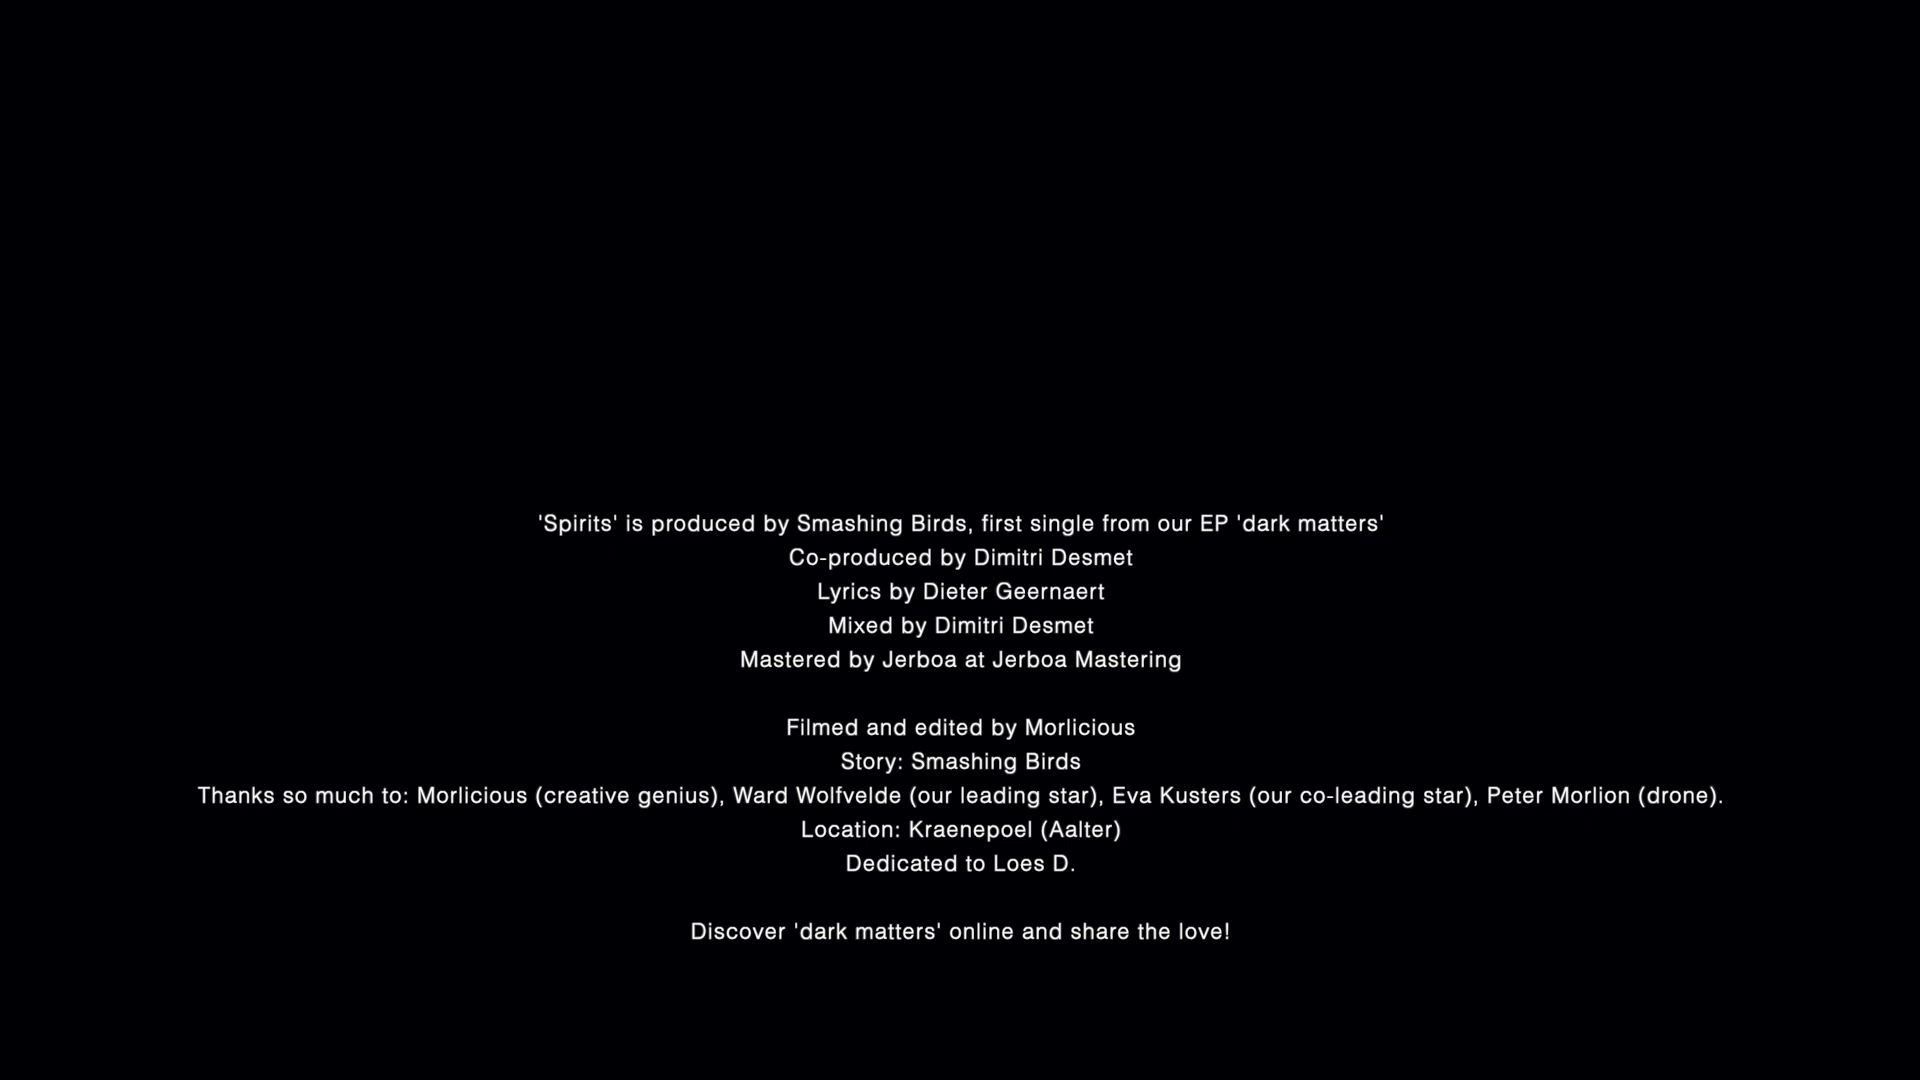 'Spirits' is produced by Smashing Birds, first single from our EP 'dark matters'
Co-produced by Dimitri Desmet
Lyrics by Dieter Geernaert
Mixed by Dimitri Desmet
Mastered by Jerboa at Jerboa Mastering
Filmed and edited by Morlicious
Story: Smashing Birds
Thanks so much to: Morlicious (creative genius), Ward Wolfvelde (our leading star), Eva Kusters (our co-leading star), Peter Morlion (drone).
Location: Kraenepoel (Aalter)
Dedicated to Loes D.
Discover 'dark matters' online and share the love!